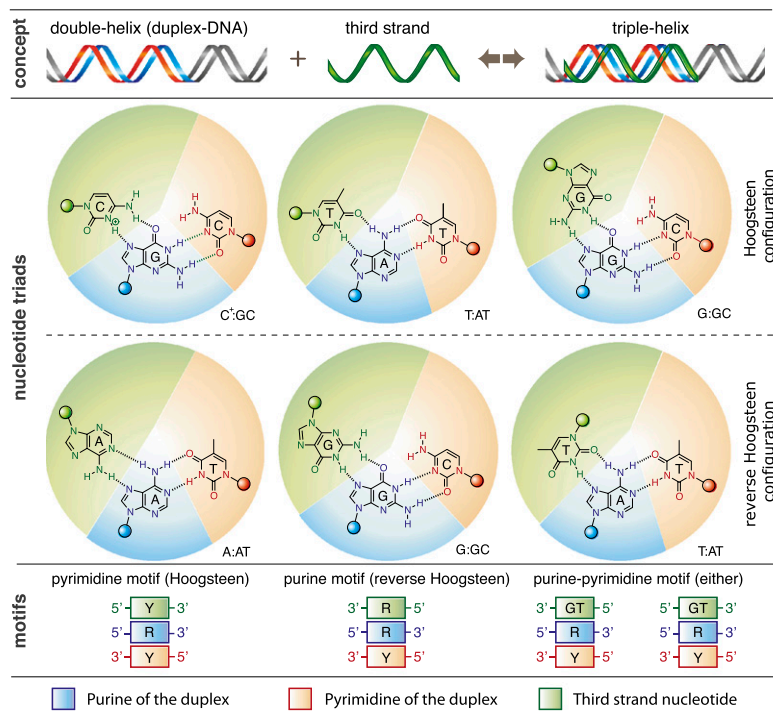 concept
double-helix (duplex-DNA) + third strand triple-helix
nucleotide triads
Hoogsteen configuration
C N N O H N H H N N N N G O N H N H H H N H C N N O
C+:GC
T O O N N H N N N N A N H H O T N N H O
T:AT
N N N N H O G N H H N N N N G O N H N H H H N H C N N O
G:GC
reverse Hoogsteen configuration
N N N N A N H H N N N N A N H H O T N N H O
A:AT
N N N N G O H N H H N N N N G O N H N H H H N H C N N O
G:GC
N T O O N H N N N N A N H H O T N N H O
T:AT
motifs
pyrimidine motif (Hoogsteen)
5' Y 3'
5' R 3'
3' Y 5'
purine motif (reverse Hoogsteen)
3' R 5'
5' R 3'
3' Y 5'
purine-pyrimidine motif (either)
3' GT 5' 5' GT 3'
5' R 3' 5' R 3'
3' Y 5' 3' Y 5'
Purine of the duplex
Pyrimidine of the duplex
Third strand nucleotide